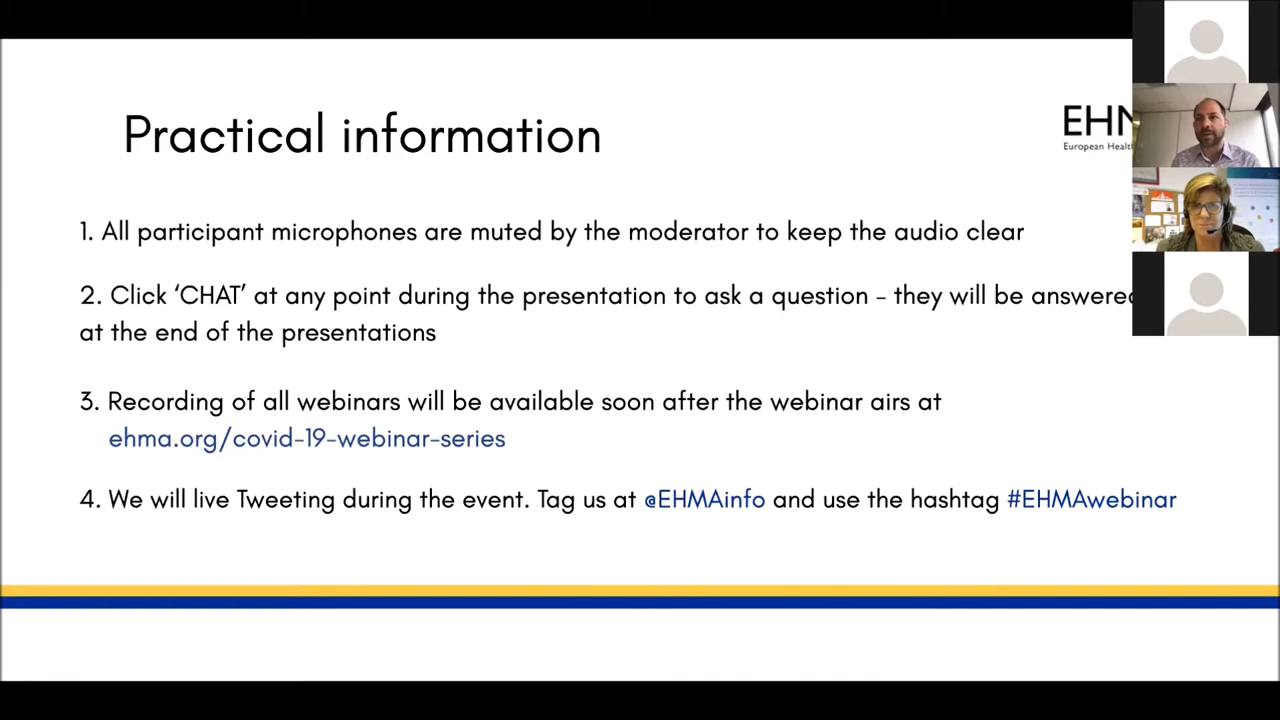 Practical information
EHM
European Health
1. All participant microphones are muted by the moderator to keep the audio clear
2. Click ‘CHAT’ at any point during the presentation to ask a question – they will be answered
at the end of the presentations
3. Recording of all webinars will be available soon after the webinar airs at
ehma.org/covid-19-webinar-series
4. We will live Tweeting during the event. Tag us at @EHMAinfo and use the hashtag #EHMAwebinar